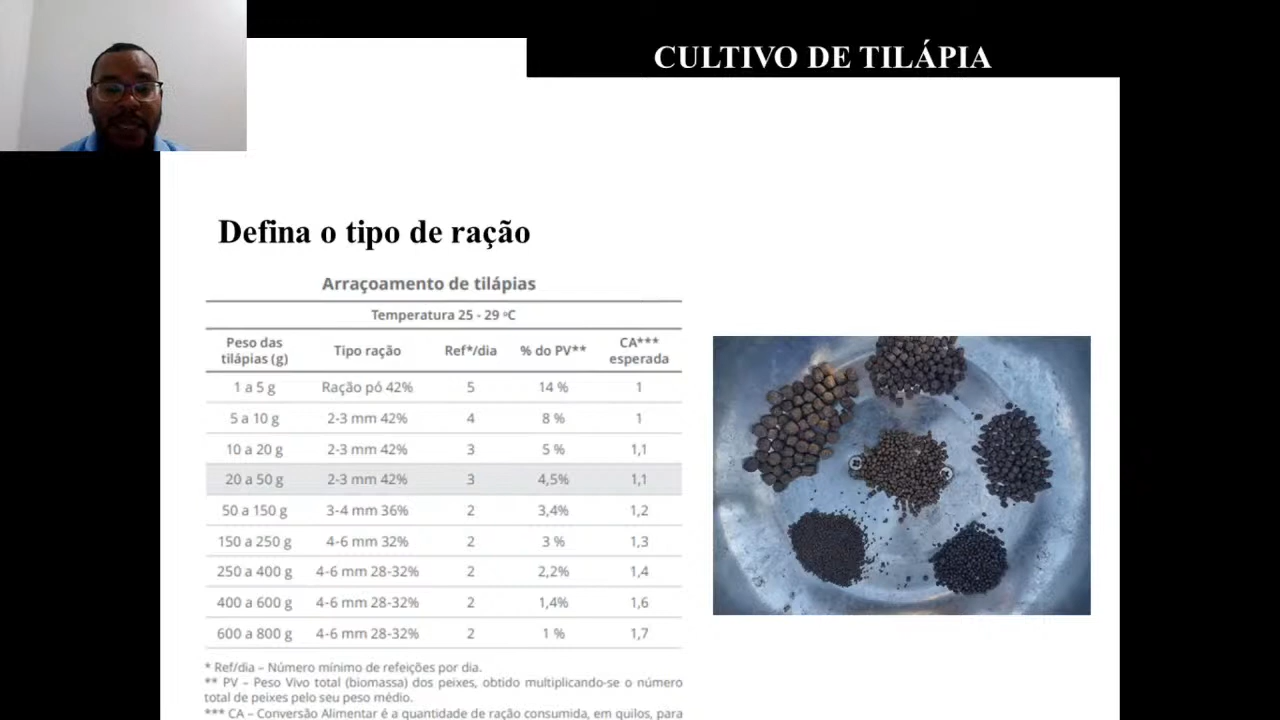 CULTIVO DE TILÁPIA
Defina o tipo de ração
Arraçoamento de tilápias
Temperatura 25 - 29 ºC
Peso das tilápias (g) Tipo ração Ref*/dia % do PV** CA*** esperada
1 a 5 g Ração pó 42% 5 14 % 1
5 a 10 g 2-3 mm 42% 4 8 % 1
10 a 20 g 2-3 mm 42% 3 5 % 1,1
20 a 50 g 2-3 mm 42% 3 4,5% 1,1
50 a 150 g 3-4 mm 36% 2 3,4% 1,2
150 a 250 g 4-6 mm 32% 2 3 % 1,3
250 a 400 g 4-6 mm 28-32% 2 2,2% 1,4
400 a 600 g 4-6 mm 28-32% 2 1,4% 1,6
600 a 800 g 4-6 mm 28-32% 2 1 % 1,7
* Ref/dia – Número mínimo de refeições por dia.
** PV – Peso Vivo total (biomassa) dos peixes, obtido multiplicando-se o número
total de peixes pelo seu peso médio.
*** CA – Conversão Alimentar é a quantidade de ração consumida, em quilos, para